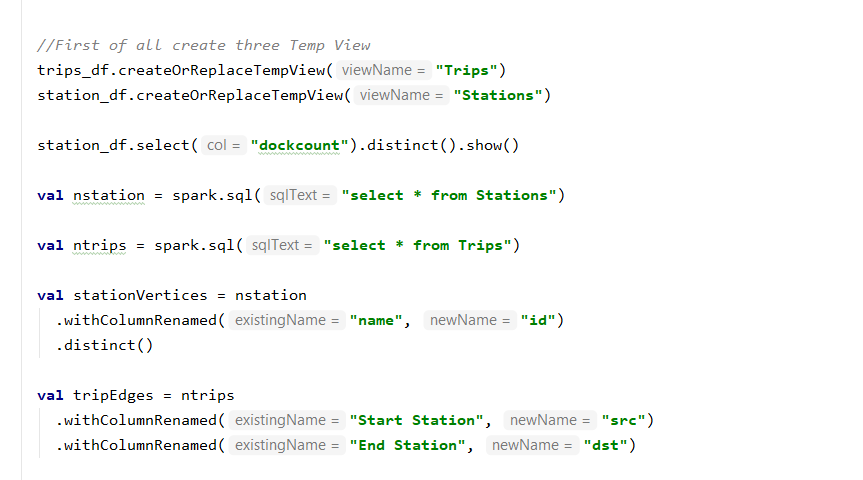 //First of all create three Temp View
trips_df.createOrReplaceTempView( viewName = "Trips")
station_df.createOrReplaceTempView( viewName = "Stations")
station_df.select( col = "dockcount").distinct().show()
val nstation = spark.sql( sqlText = "select * from Stations")
val ntrips = spark.sql( sqlText = "select * from Trips")
val stationVertices = nstation
.withColumnRenamed( existingName = "name", newName = "id")
.distinct()
val tripEdges = ntrips
.withColumnRenamed( existingName = "Start Station", newName = "src")
.withColumnRenamed( existingName = "End Station", newName = "dst")